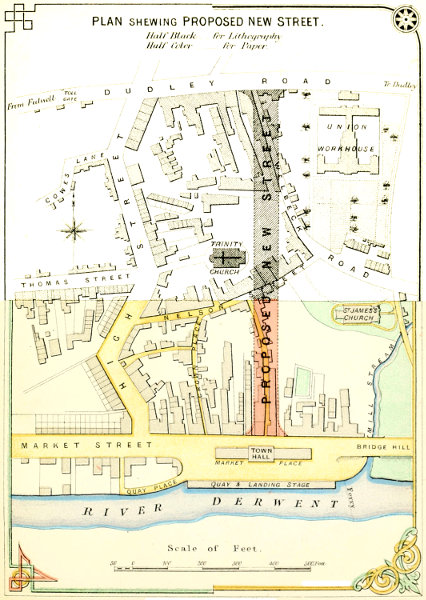 PLAN SHEWING PROPOSED NEW STREET.
Half Black for Lithography
Half Color for Paper
DUDLEY ROAD
From Fulwell
TOLL GATE
To Dudley
UNION WORKHOUSE
CONES LANE
HIGH STREET
PROPOSED NEW STREET
BEECH ROAD
TRINITY CHURCH
THOMAS STREET
NELSON
ST JAMES'S CHURCH
MILL STREAM
MARKET STREET
TOWN HALL
MARKET PLACE
BRIDGE HILL
QUAY PLACE
QUAY & LANDING STAGE
Ferry
RIVER DERWENT
Scale of Feet.
50 0 100 200 300 400 500 Feet